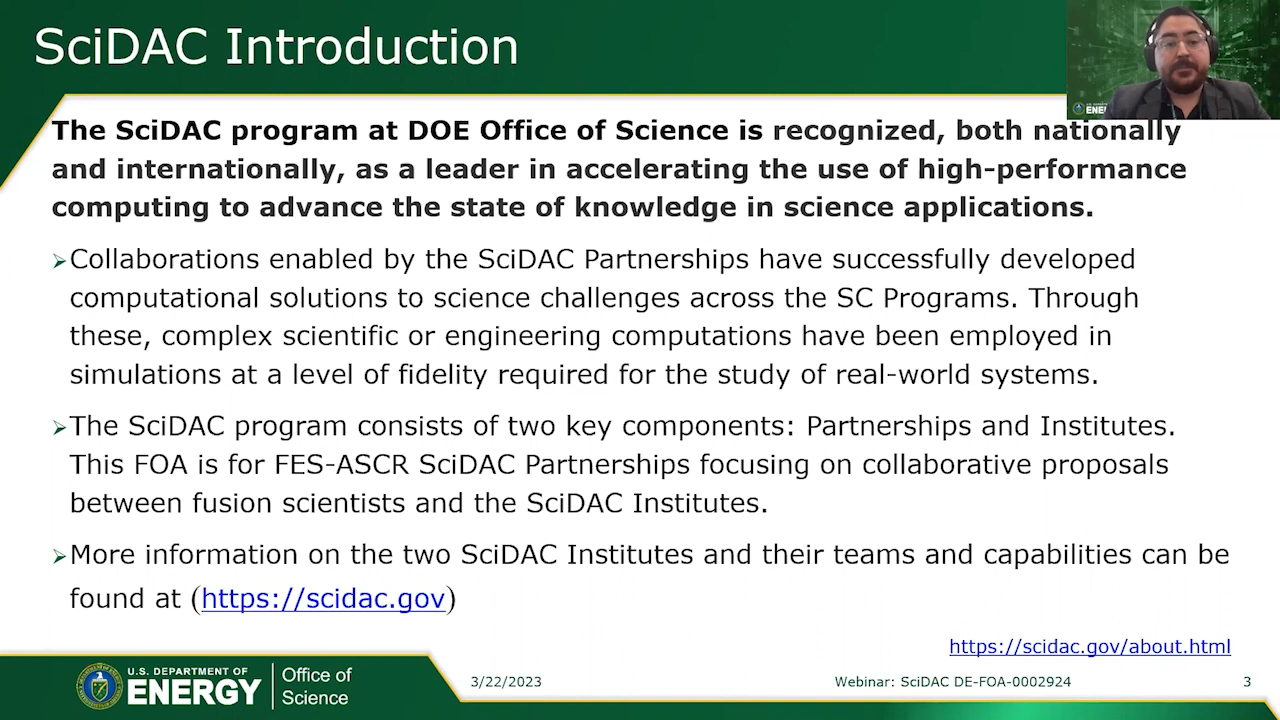 SciDAC Introduction
The SciDAC program at DOE Office of Science is recognized, both nationally
and internationally, as a leader in accelerating the use of high-performance
computing to advance the state of knowledge in science applications.
➢Collaborations enabled by the SciDAC Partnerships have successfully developed
computational solutions to science challenges across the SC Programs. Through
these, complex scientific or engineering computations have been employed in
simulations at a level of fidelity required for the study of real-world systems.
➢The SciDAC program consists of two key components: Partnerships and Institutes.
This FOA is for FES-ASCR SciDAC Partnerships focusing on collaborative proposals
between fusion scientists and the SciDAC Institutes.
➢More information on the two SciDAC Institutes and their teams and capabilities can be
found at (https://scidac.gov)
https://scidac.gov/about.html
U.S. DEPARTMENT OF
ENERGY
Office of
Science
3/22/2023
Webinar: SciDAC DE-FOA-0002924
3